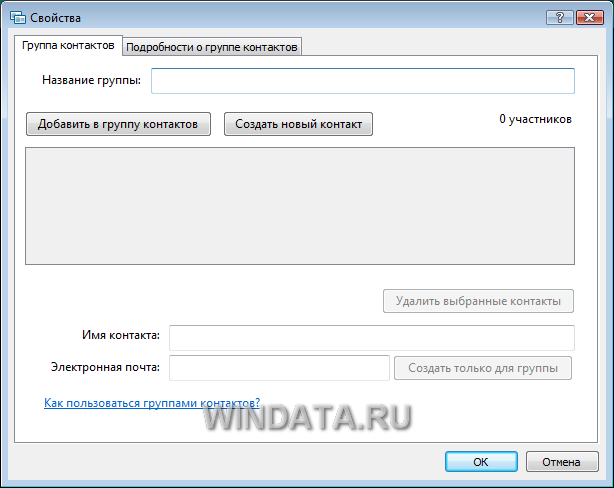 Свойства
Группа контактов Подробности о группе контактов
Название группы:
Добавить в группу контактов Создать новый контакт 0 участников
Удалить выбранные контакты
Имя контакта:
Электронная почта: Создать только для группы
Как пользоваться группами контактов?
WINDATA.RU
OK Отмена